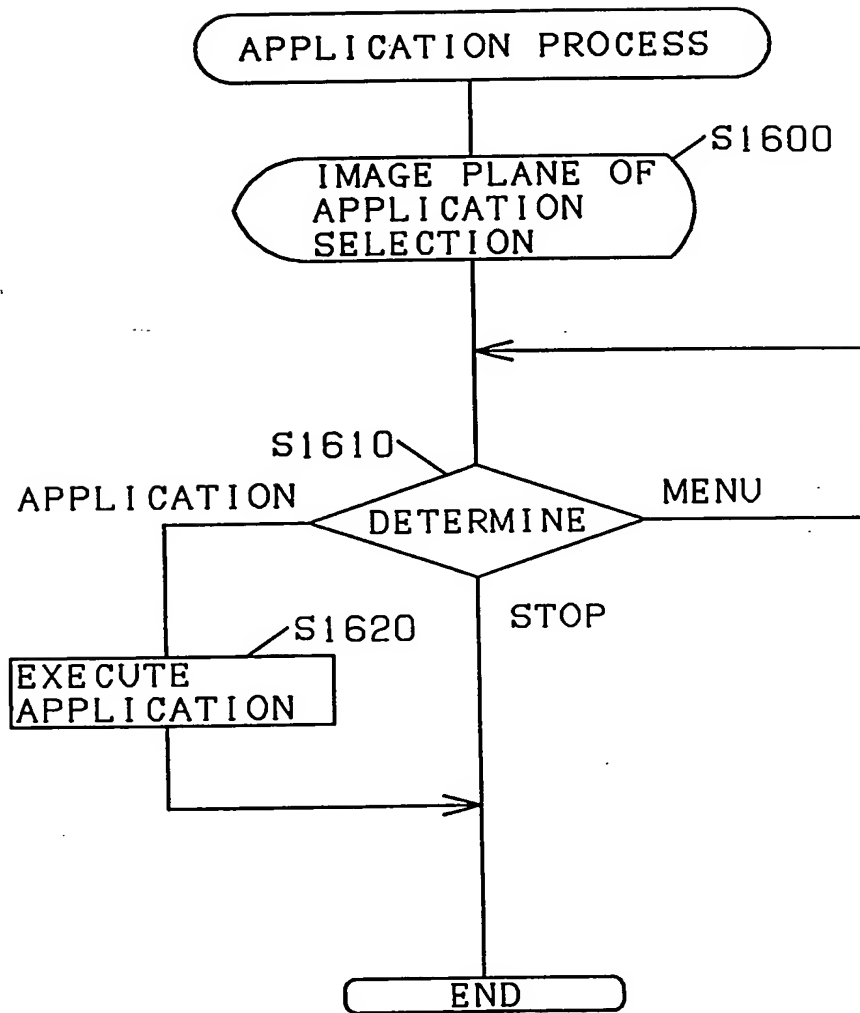 APPLICATION PROCESS
S1600
IMAGE PLANE OF
APPLICATION
SELECTION
S1610
APPLICATION
DETERMINE
MENU
STOP
S1620
EXECUTE
APPLICATION
END